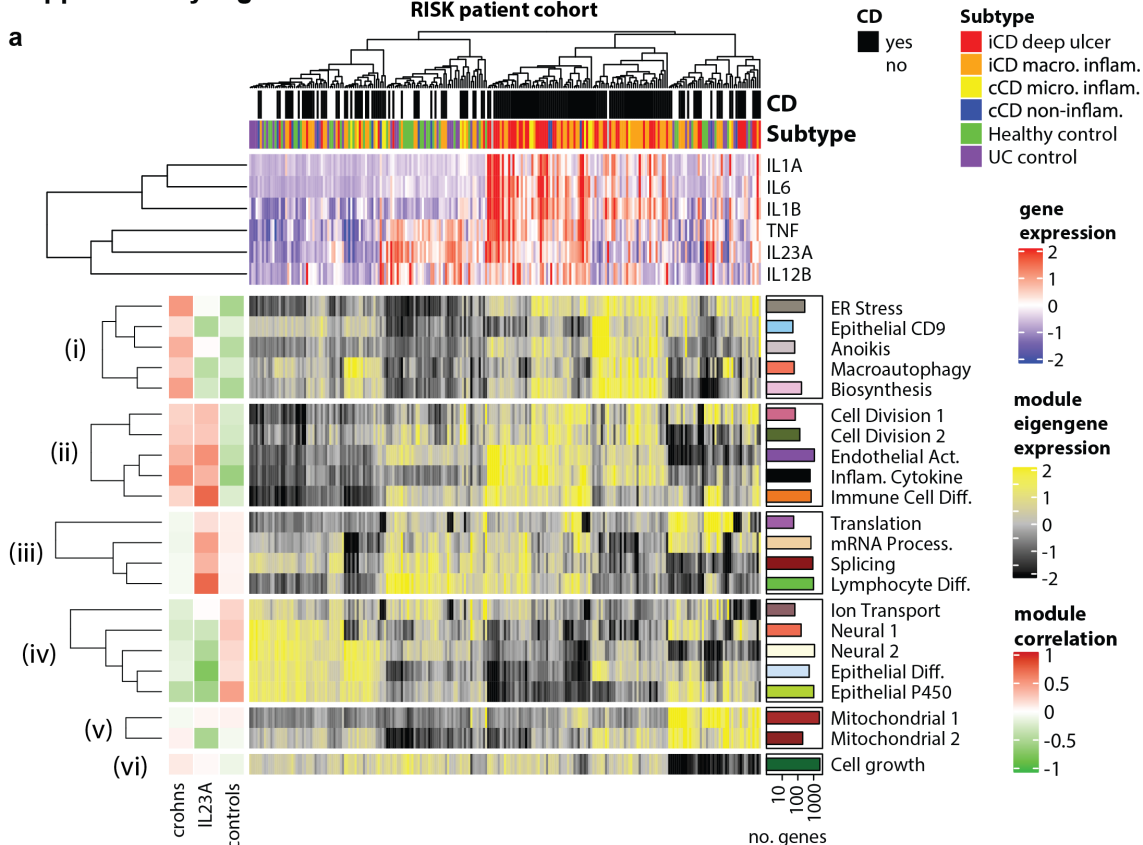 RISK patient cohort
a
CD
yes
no
Subtype
iCD deep ulcer
iCD macro. inflam.
cCD micro. inflam.
cCD non-inflam.
Healthy control
UC control
CD
Subtype
IL1A
IL6
IL1B
TNF
IL23A
IL12B
gene
expression
2
1
0
-1
-2
(i)
ER Stress
Epithelial CD9
Anoikis
Macroautophagy
Biosynthesis
(ii)
Cell Division 1
Cell Division 2
Endothelial Act.
Inflam. Cytokine
Immune Cell Diff.
module
eigengene
expression
2
1
0
-1
-2
(iii)
Translation
mRNA Process.
Splicing
Lymphocyte Diff.
(iv)
Ion Transport
Neural 1
Neural 2
Epithelial Diff.
Epithelial P450
module
correlation
1
0.5
0
-0.5
-1
(v)
Mitochondrial 1
Mitochondrial 2
(vi)
Cell growth
crohns
IL23A
controls
10
100
1000
no. genes